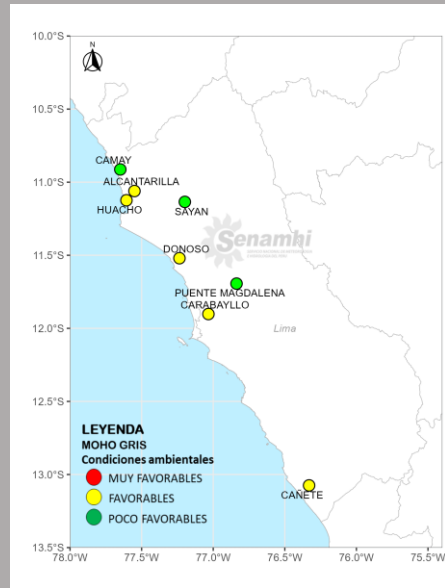 10.0°S
N
10.5°S
CAMAY
11.0°S
ALCANTARILLA
HUACHO
SAYAN
Senamhi
11.5°S
DONOSO
PUENTE MAGDALENA
CARABAYLLO
12.0°S
Lima
12.5°S
LEYENDA
MOHO GRIS
Condiciones ambientales
MUY FAVORABLES
FAVORABLES
POCO FAVORABLES
13.0°S
CAÑETE
13.5°S
78.0°W 77.5°W 77.0°W 76.5°W 76.0°W 75.5°W